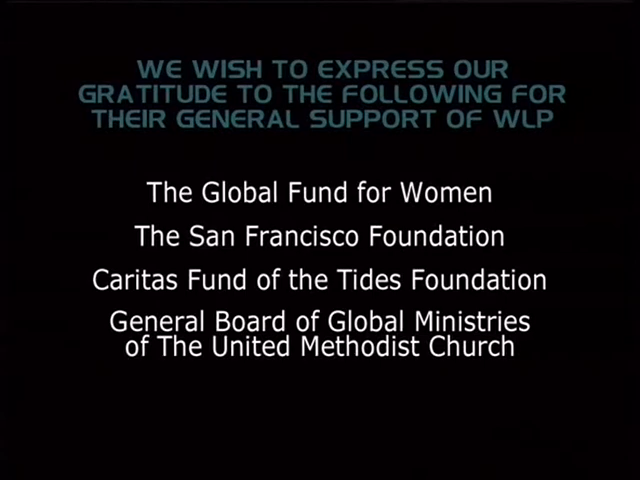 WE WISH TO EXPRESS OUR
GRATITUDE TO THE FOLLOWING FOR
THEIR GENERAL SUPPORT OF WLP
The Global Fund for Women
The San Francisco Foundation
Caritas Fund of the Tides Foundation
General Board of Global Ministries
of The United Methodist Church